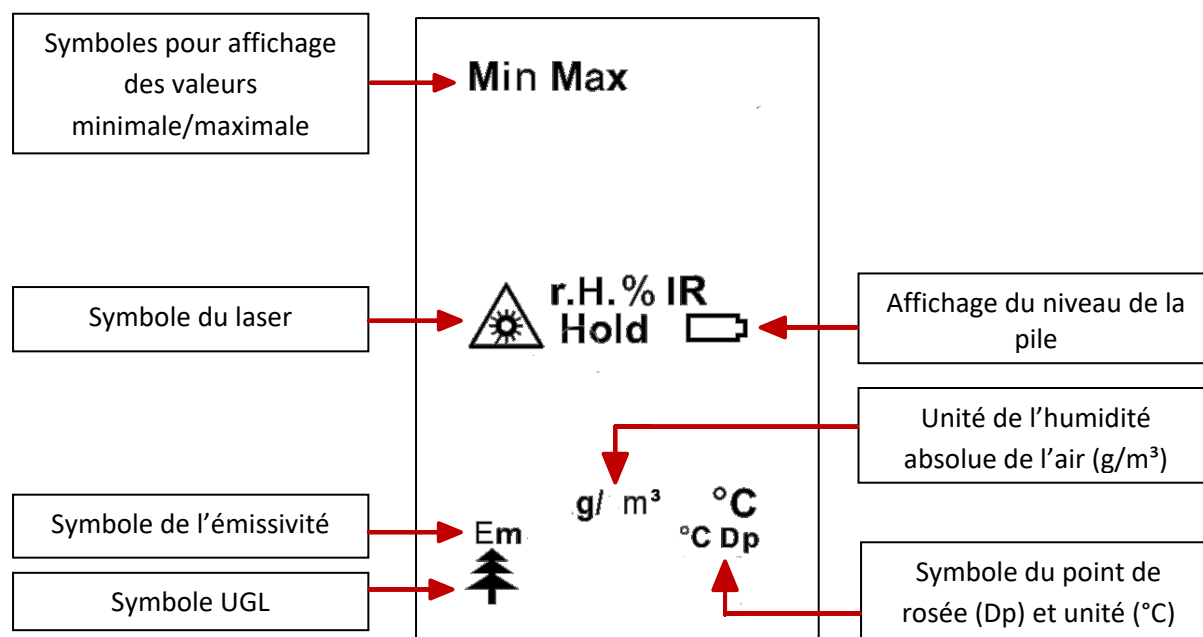 Symboles pour affichage
des valeurs
minimale/maximale
Min Max
Symbole du laser
r.H.% IR
Hold
Affichage du niveau de la
pile
Unité de l’humidité
absolue de l’air (g/m³)
g/ m³ °C
Symbole de l’émissivité
Em
°C Dp
Symbole UGL
Symbole du point de
rosée (Dp) et unité (°C)